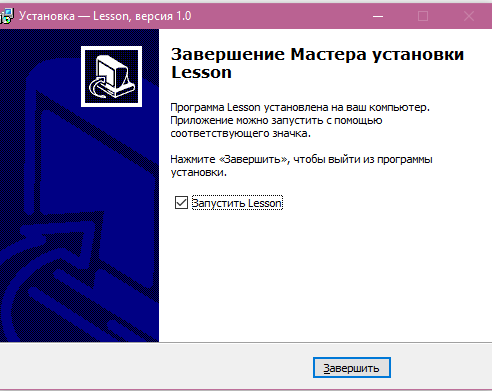 Установка — Lesson, версия 1.0
Завершение Мастера установки
Lesson
Программа Lesson установлена на ваш компьютер.
Приложение можно запустить с помощью
соответствующего значка.
Нажмите «Завершить», чтобы выйти из программы
установки.
Запустить Lesson
Завершить